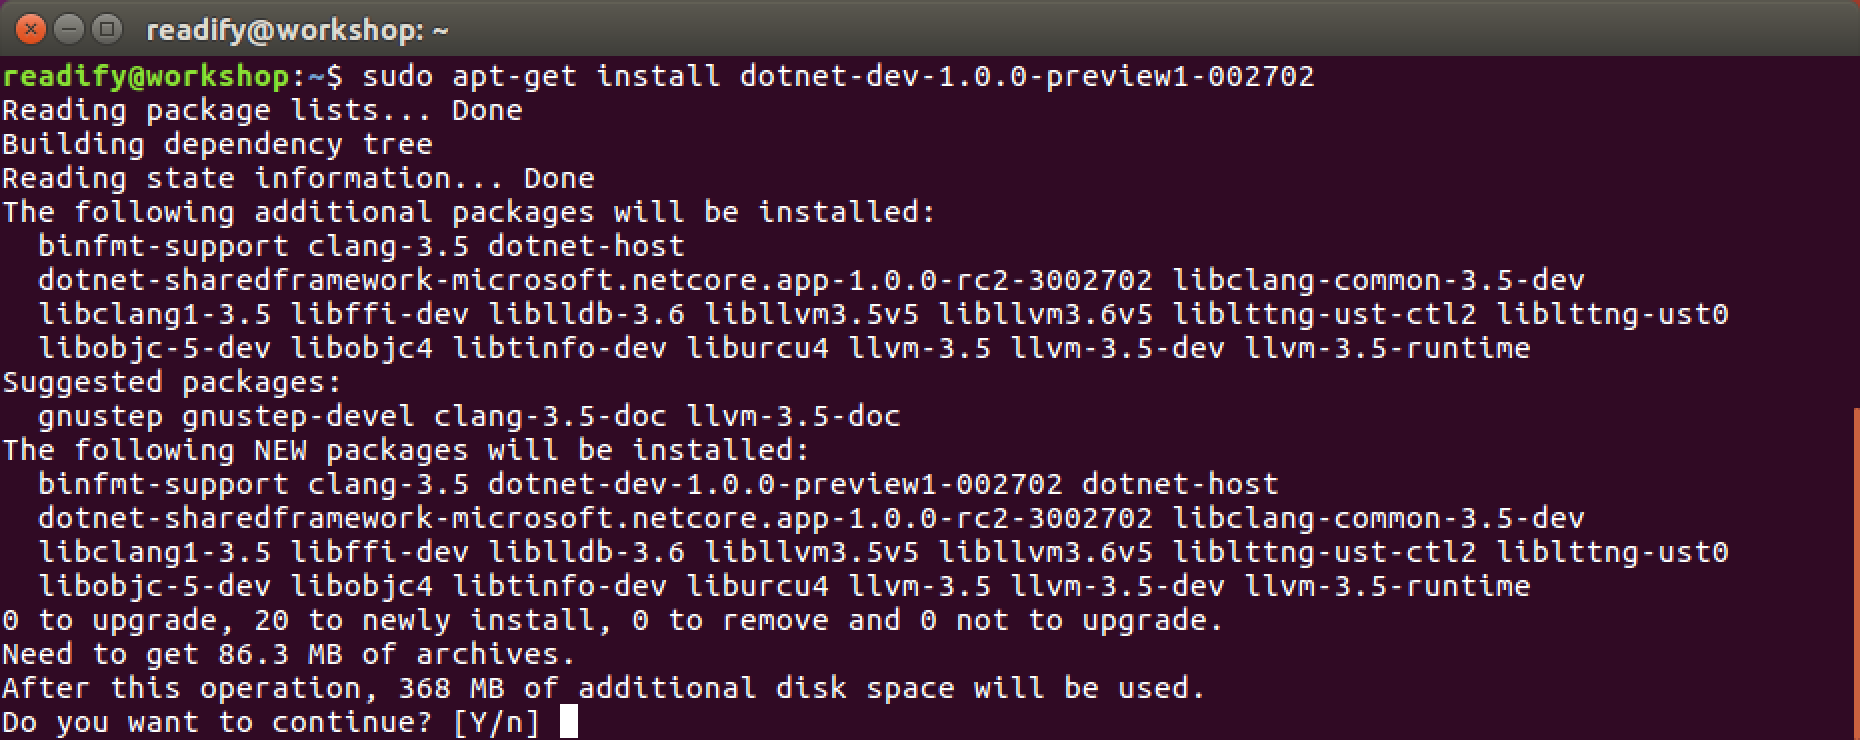 readify@workshop: ~
readify@workshop:~$ sudo apt-get install dotnet-dev-1.0.0-preview1-002702
Reading package lists... Done
Building dependency tree
Reading state information... Done
The following additional packages will be installed:
  binfmt-support clang-3.5 dotnet-host
  dotnet-sharedframework-microsoft.netcore.app-1.0.0-rc2-3002702 libclang-common-3.5-dev
  libclang1-3.5 libffi-dev liblldb-3.6 libllvm3.5v5 libllvm3.6v5 liblttng-ust-ctl2 liblttng-ust0
  libobjc-5-dev libobjc4 libtinfo-dev liburcu4 llvm-3.5 llvm-3.5-dev llvm-3.5-runtime
Suggested packages:
  gnustep gnustep-devel clang-3.5-doc llvm-3.5-doc
The following NEW packages will be installed:
  binfmt-support clang-3.5 dotnet-dev-1.0.0-preview1-002702 dotnet-host
  dotnet-sharedframework-microsoft.netcore.app-1.0.0-rc2-3002702 libclang-common-3.5-dev
  libclang1-3.5 libffi-dev liblldb-3.6 libllvm3.5v5 libllvm3.6v5 liblttng-ust-ctl2 liblttng-ust0
  libobjc-5-dev libobjc4 libtinfo-dev liburcu4 llvm-3.5 llvm-3.5-dev llvm-3.5-runtime
0 to upgrade, 20 to newly install, 0 to remove and 0 not to upgrade.
Need to get 86.3 MB of archives.
After this operation, 368 MB of additional disk space will be used.
Do you want to continue? [Y/n]